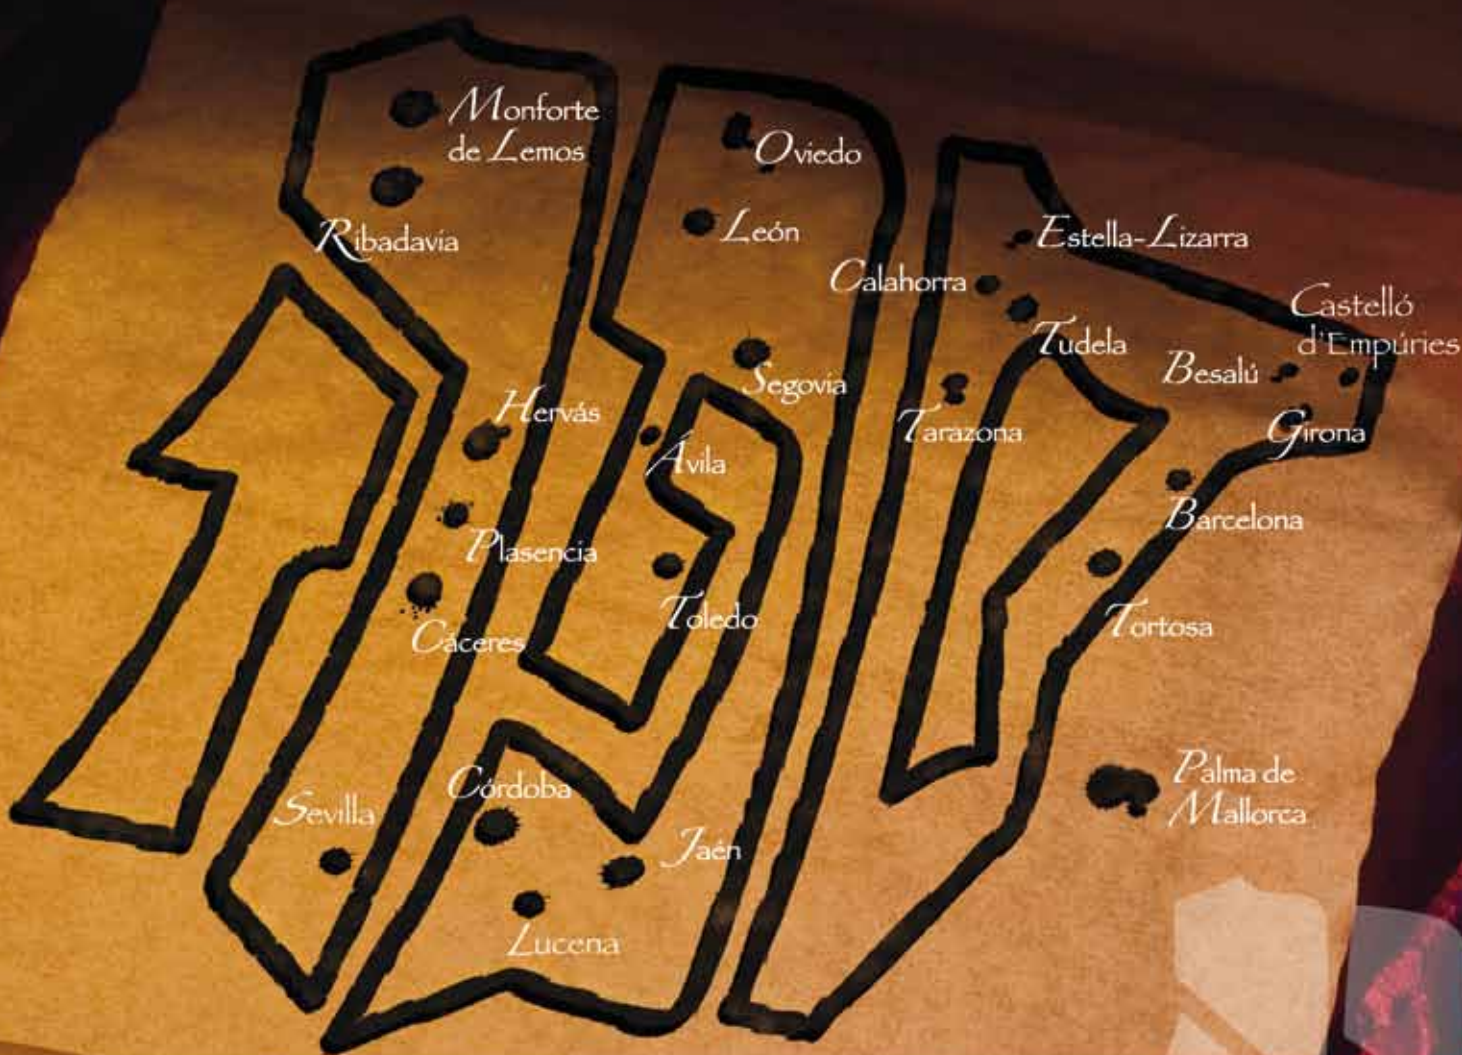 Monforte
de Lemos
Oviedo
Ribadavia
León
Estella-Lizarra
Calahorra
Castelló
d'Empúries
Tudela
Besalú
Segovia
Hervás
Tarazona
Girona
Ávila
Barcelona
Plasencia
Toledo
Tortosa
Cáceres
Palma de
Mallorca
Córdoba
Sevilla
Jaén
Lucena